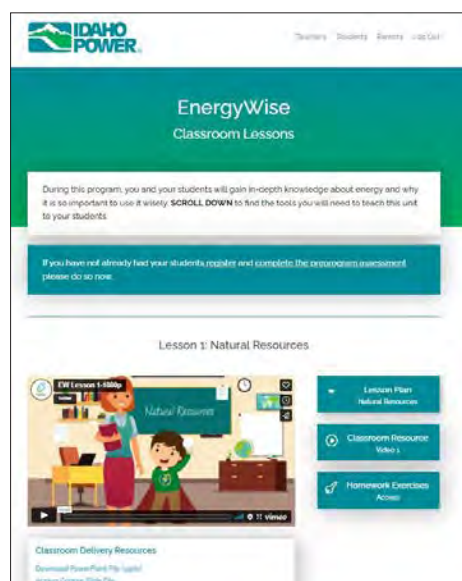 IDAHO
POWER
Teachers Students Parents Log Out
EnergyWise
Classroom Lessons
During this program, you and your students will gain in-depth knowledge about energy and why
it is so important to use it wisely. SCROLL DOWN to find the tools you will need to teach this unit
to your students.
If you have not already had your students register and complete the preprogram assessment
please do so now.
Lesson 1: Natural Resources
EW Lesson 1-1080p
Natural Resources
vimeo
Lesson Plan
Natural Resources
Classroom Resource
Video 1
Homework Exercises
Access
Classroom Delivery Resources
Download PowerPoint File (.pptx)